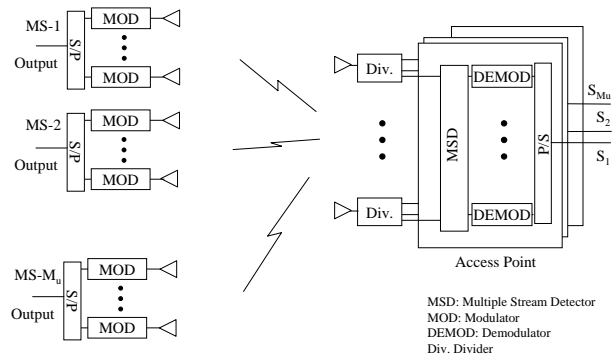 MS-1
Output
S/P
MOD
MOD
MS-2
Output
S/P
MOD
MOD
MS-Mu
Output
S/P
MOD
MOD
Div.
Div.
MSD
DEMOD
DEMOD
P/S
SMu
S2
S1
Access Point
MSD: Multiple Stream Detector
MOD: Modulator
DEMOD: Demodulator
Div. Divider